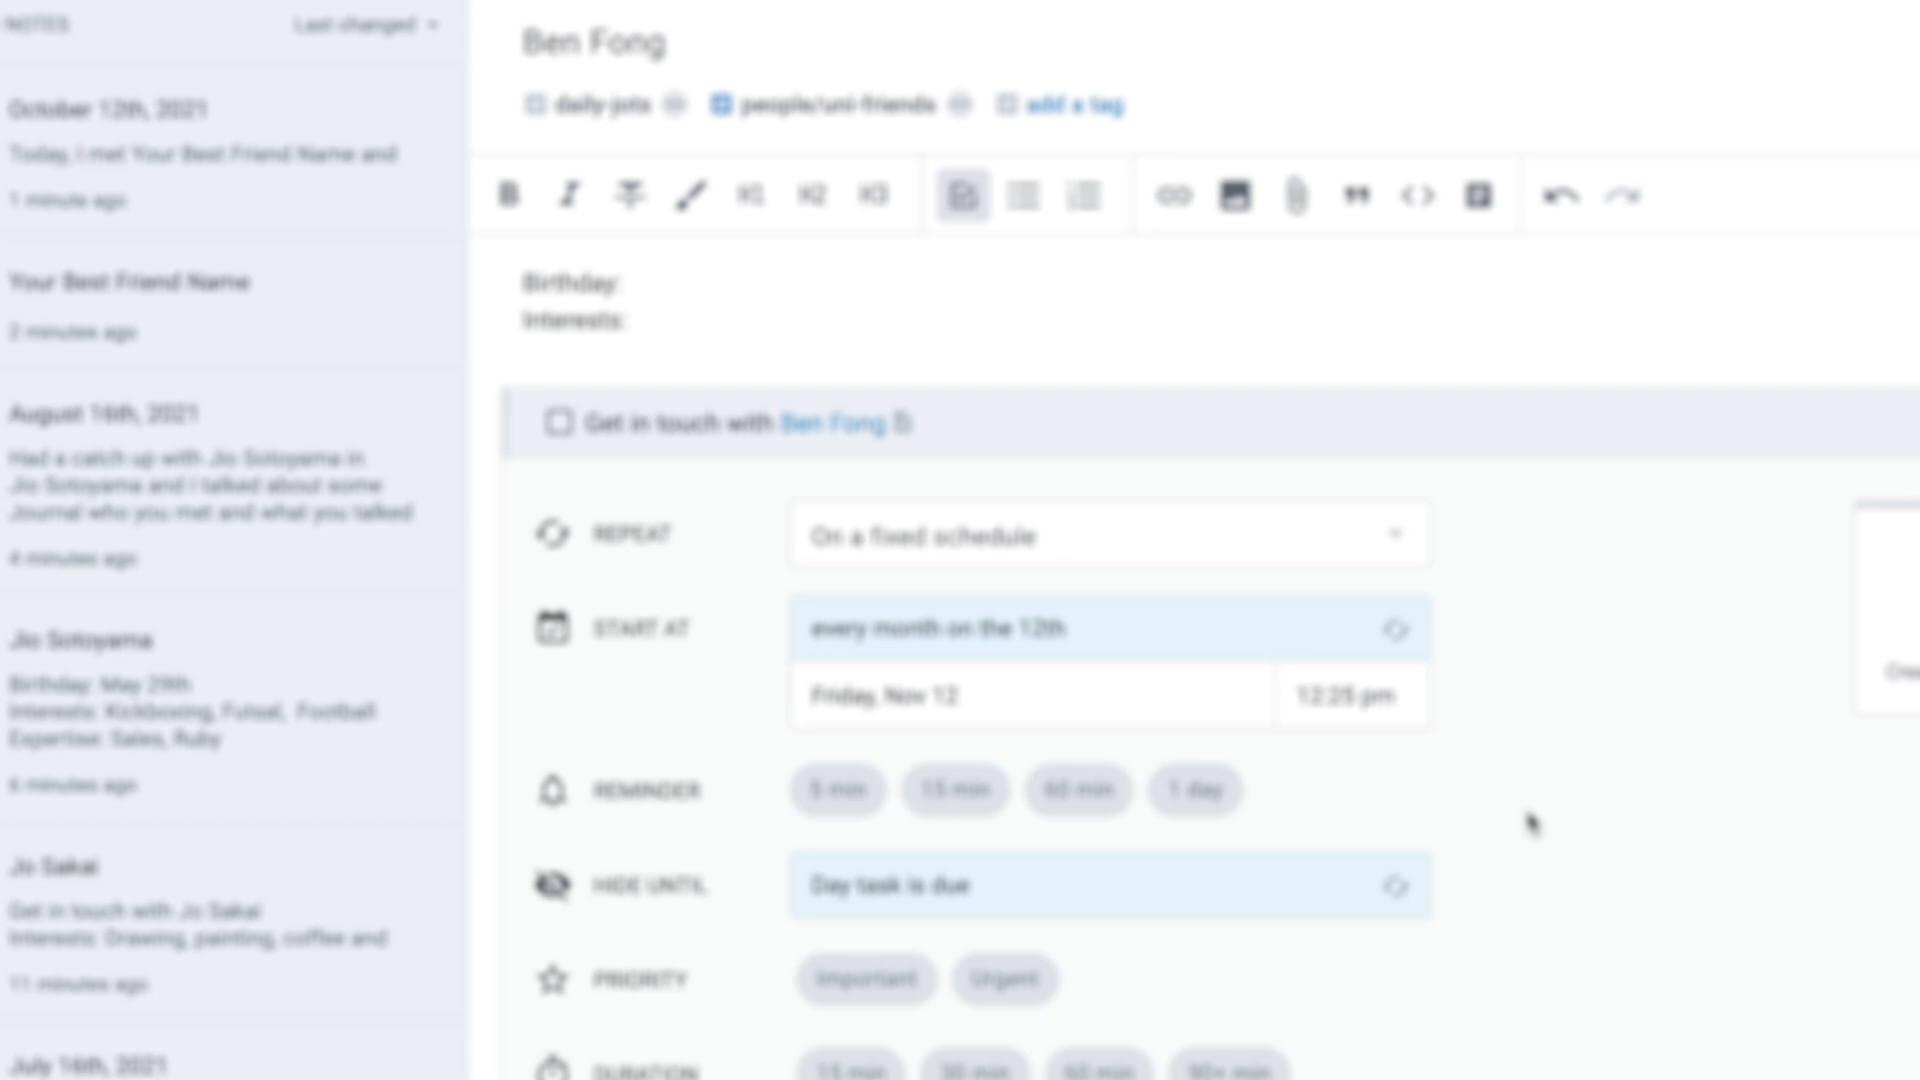 NOTES
Last changed
October 12th, 2021
Today, I met Your Best Friend Name and
1 minute ago
Your Best Friend Name
2 minutes ago
August 16th, 2021
Had a catch up with Jio Sotoyama in
Jio Sotoyama and I talked about some
Journal who you met and what you talked
4 minutes ago
Jio Sotoyama
Birthday: May 29th
Interests: Kickboxing, Futsal, Football
Expertise: Sales, Ruby
6 minutes ago
Jo Sakai
Get in touch with Jo Sakai
Interests: Drawing, painting, coffee and
11 minutes ago
July 16th, 2021
Ben Fong
daily-jots people/uni-friends add a tag
B I H1 H2 H3
Birthday:
Interests:
Get in touch with Ben Fong
REPEAT On a fixed schedule
START AT every month on the 12th
Friday, Nov 12 12:25 pm
REMINDER 5 min 15 min 60 min 1 day
HIDE UNTIL Day task is due
PRIORITY Important Urgent
DURATION 15 min 30 min 60 min 90+ min